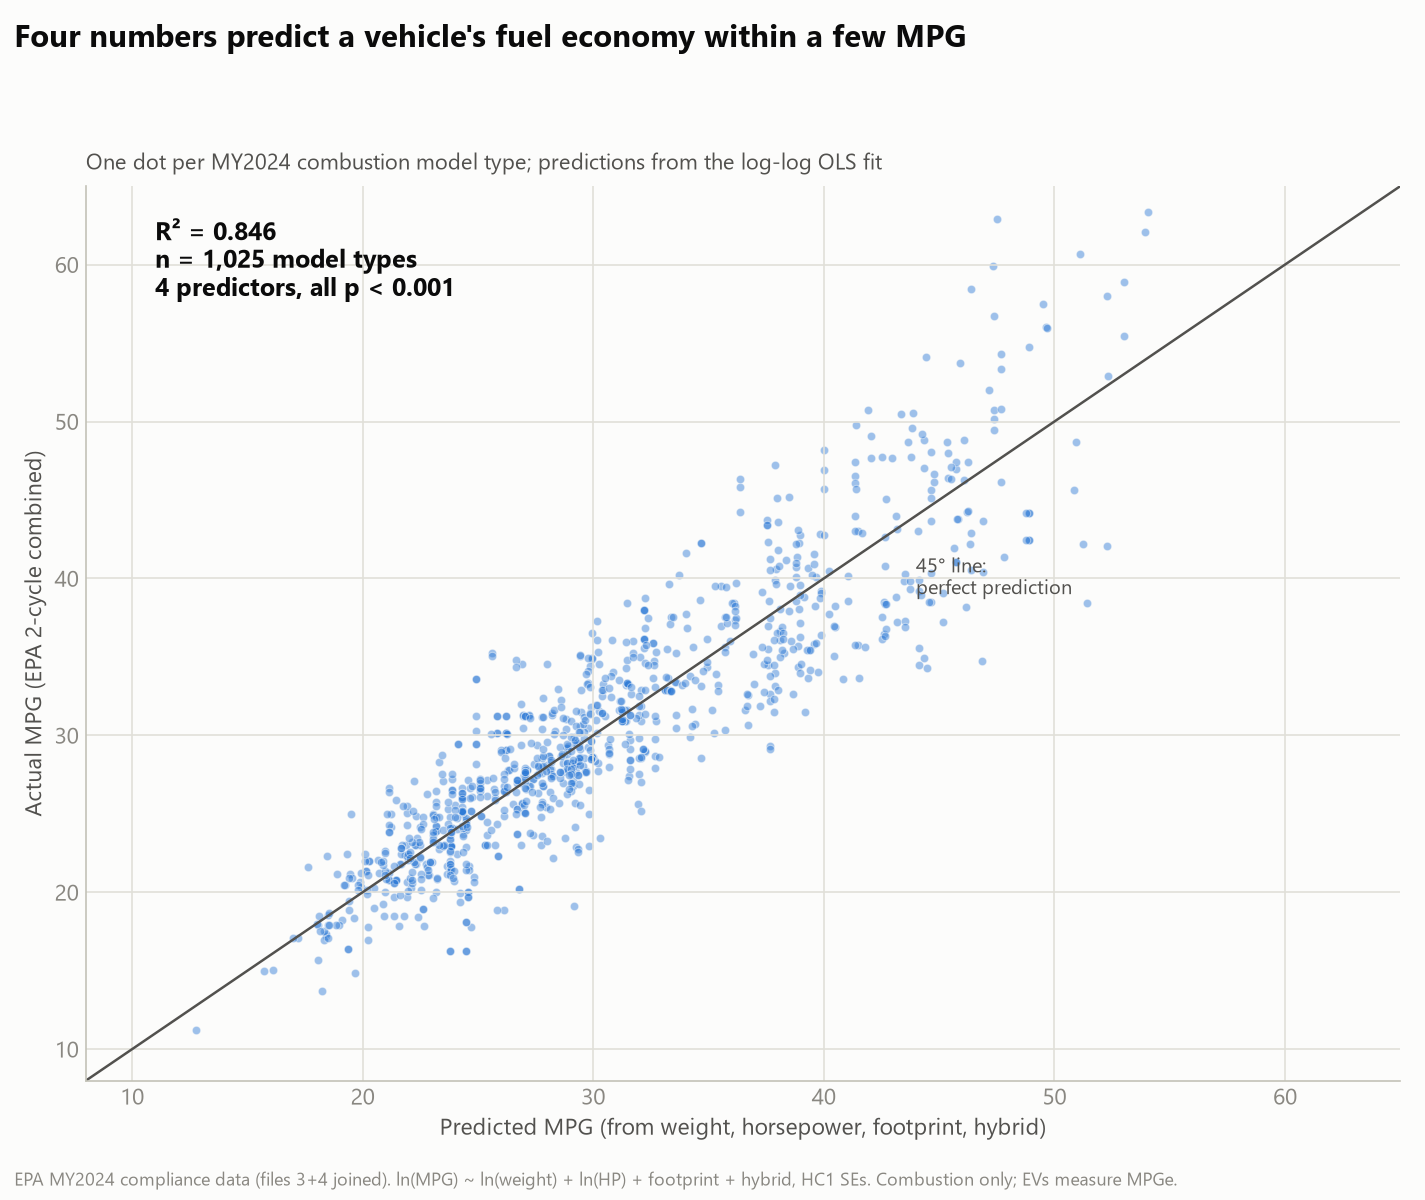 Four numbers predict a vehicle's fuel economy within a few MPG
One dot per MY2024 combustion model type; predictions from the log-log OLS fit
R² = 0.846
n = 1,025 model types
4 predictors, all p < 0.001
60
50
40
30
20
10
Actual MPG (EPA 2-cycle combined)
45° line:
perfect prediction
10 20 30 40 50 60
Predicted MPG (from weight, horsepower, footprint, hybrid)
EPA MY2024 compliance data (files 3+4 joined). ln(MPG) ~ ln(weight) + ln(HP) + footprint + hybrid, HC1 SEs. Combustion only; EVs measure MPGe.